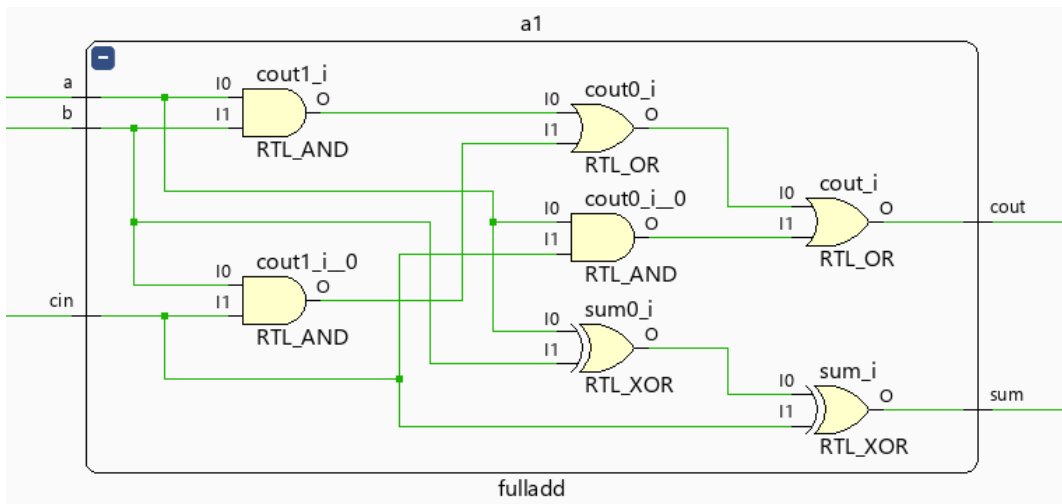 a1
a
b
I0
I1
cout1_i
O
RTL_AND
I0
I1
cout0_i
O
RTL_OR
I0
I1
cout0_i__0
O
RTL_AND
I0
I1
cout_i
O
RTL_OR
cout
cin
I0
I1
cout1_i__0
O
RTL_AND
I0
I1
sum0_i
O
RTL_XOR
I0
I1
sum_i
O
RTL_XOR
sum
fulladd